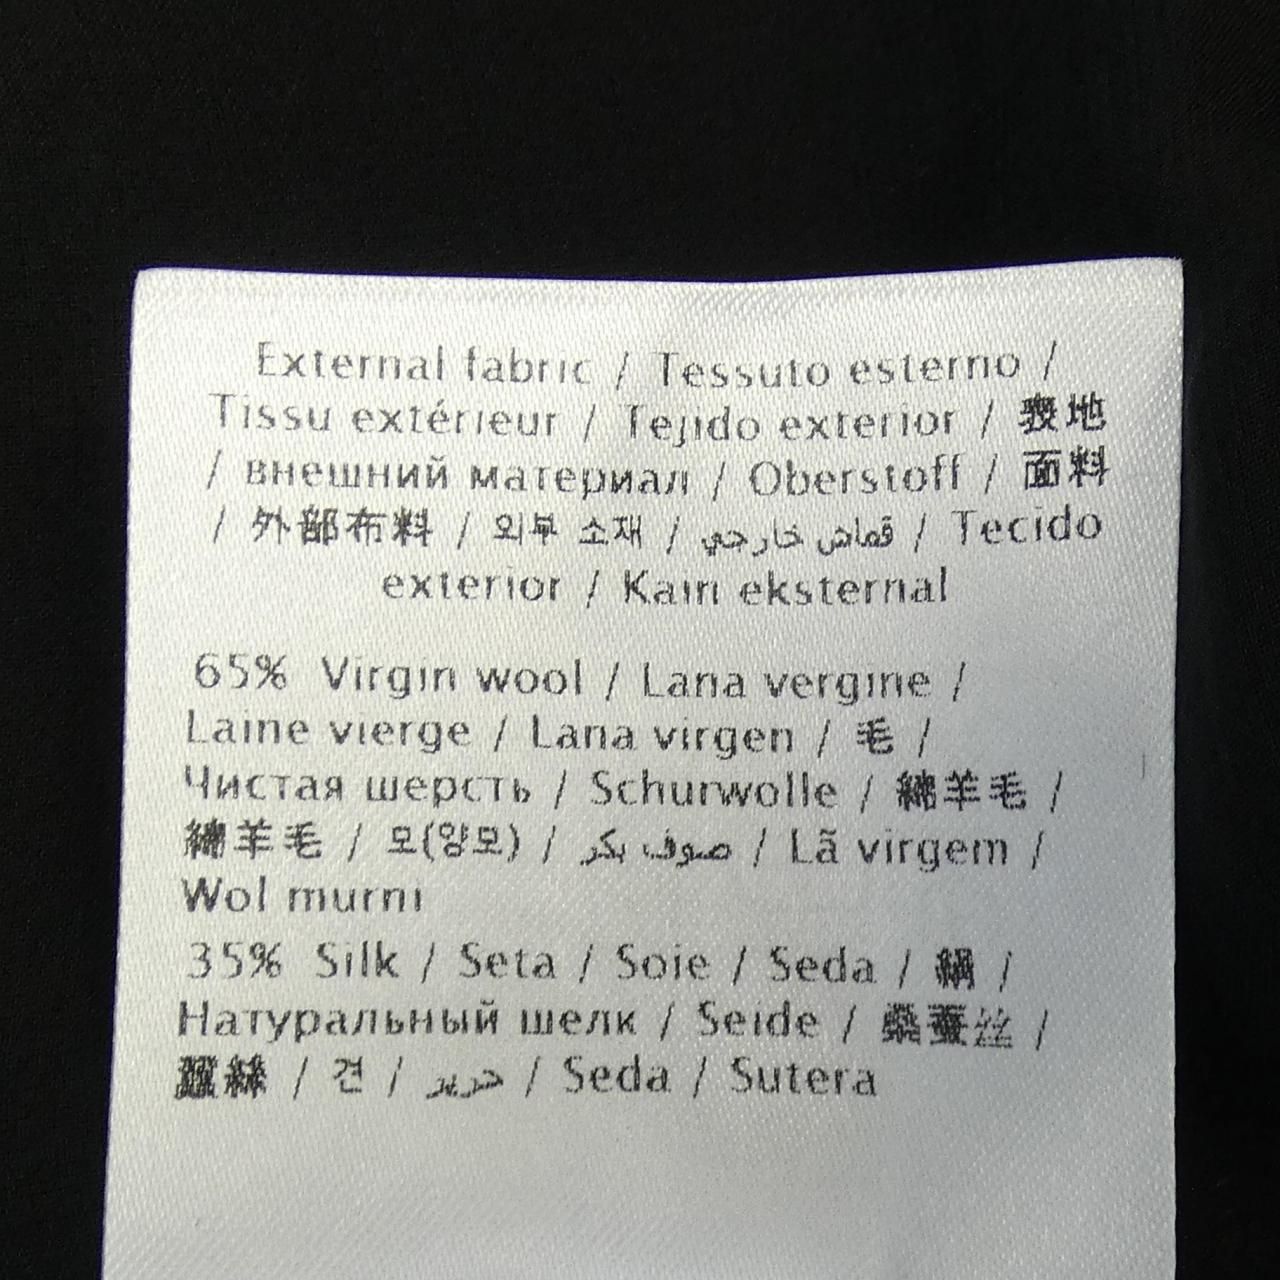 External fabric / Tessuto esterno /
Tissu extérieur / Tejido exterior / 表地
/ внешний материал / Oberstoff / 面料
/ 外部布料 / 외부 소재 / قماش خارجي / Tecido
exterior / Kain eksternal
65% Virgin wool / Lana vergine /
Laine vierge / Lana virgen / 毛 /
Чистая шерсть / Schurwolle / 綿羊毛 /
綿羊毛 / 모(양모) / صوف بكر / Lã virgem /
Wol murni
35% Silk / Seta / Soie / Seda / 絹 /
Натуральный шелк / Seide / 桑蚕丝 /
蠶絲 / 견 / حرير / Seda / Sutera